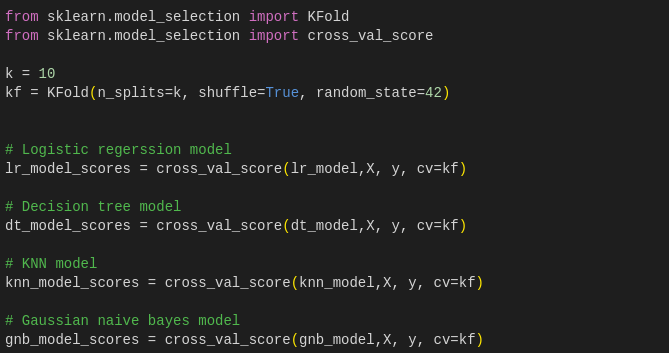 from sklearn.model_selection import KFold
from sklearn.model_selection import cross_val_score
k = 10
kf = KFold(n_splits=k, shuffle=True, random_state=42)
# Logistic regerssion model
lr_model_scores = cross_val_score(lr_model,X, y, cv=kf)
# Decision tree model
dt_model_scores = cross_val_score(dt_model,X, y, cv=kf)
# KNN model
knn_model_scores = cross_val_score(knn_model,X, y, cv=kf)
# Gaussian naive bayes model
gnb_model_scores = cross_val_score(gnb_model,X, y, cv=kf)